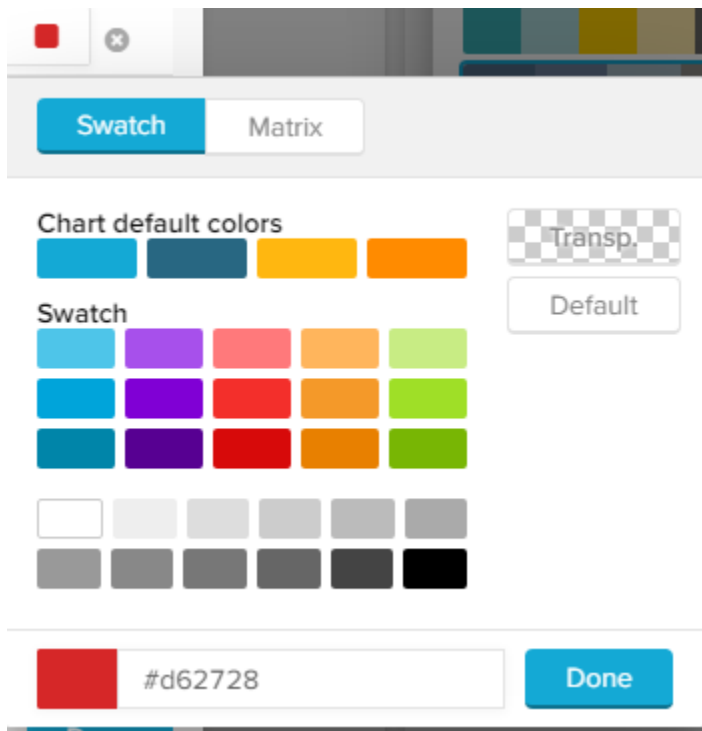 Swatch Matrix
Chart default colors
Transp.
Default
Swatch
#d62728 Done